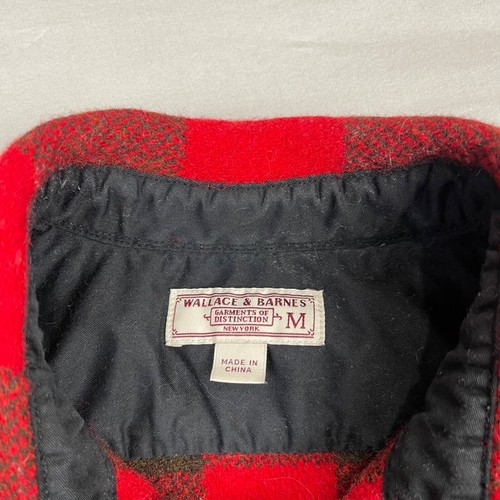 WALLACE & BARNES
GARMENTS OF
DISTINCTION
NEW YORK
M
MADE IN
CHINA